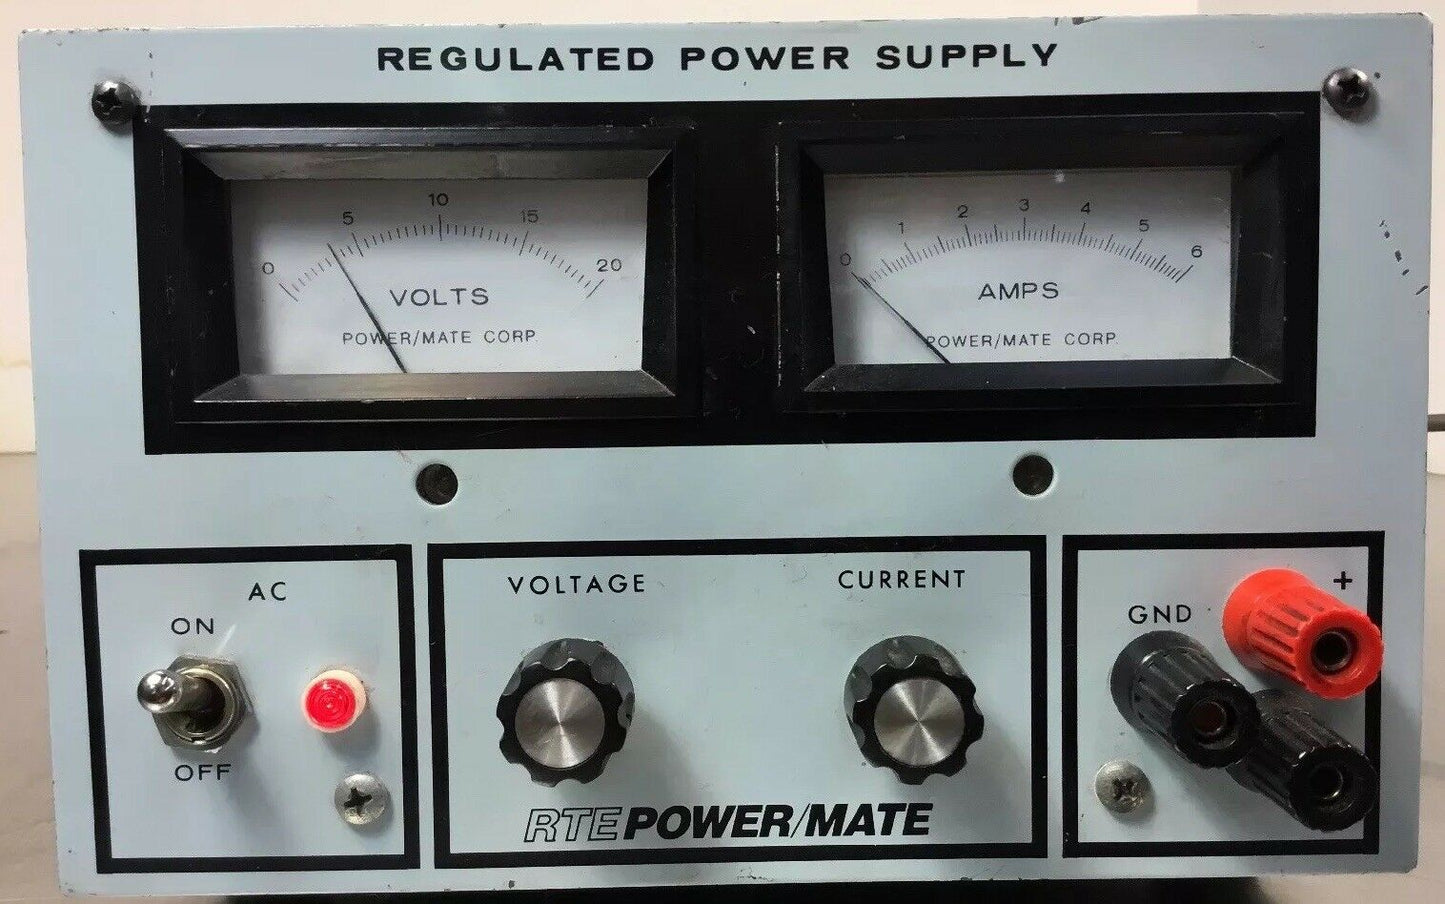 REGULATED POWER SUPPLY
0 5 10 15 20
VOLTS
POWER/MATE CORP.
0 1 2 3 4 5 6
AMPS
POWER/MATE CORP.
AC
ON
OFF
VOLTAGE
CURRENT
RTE POWER/MATE
GND
+